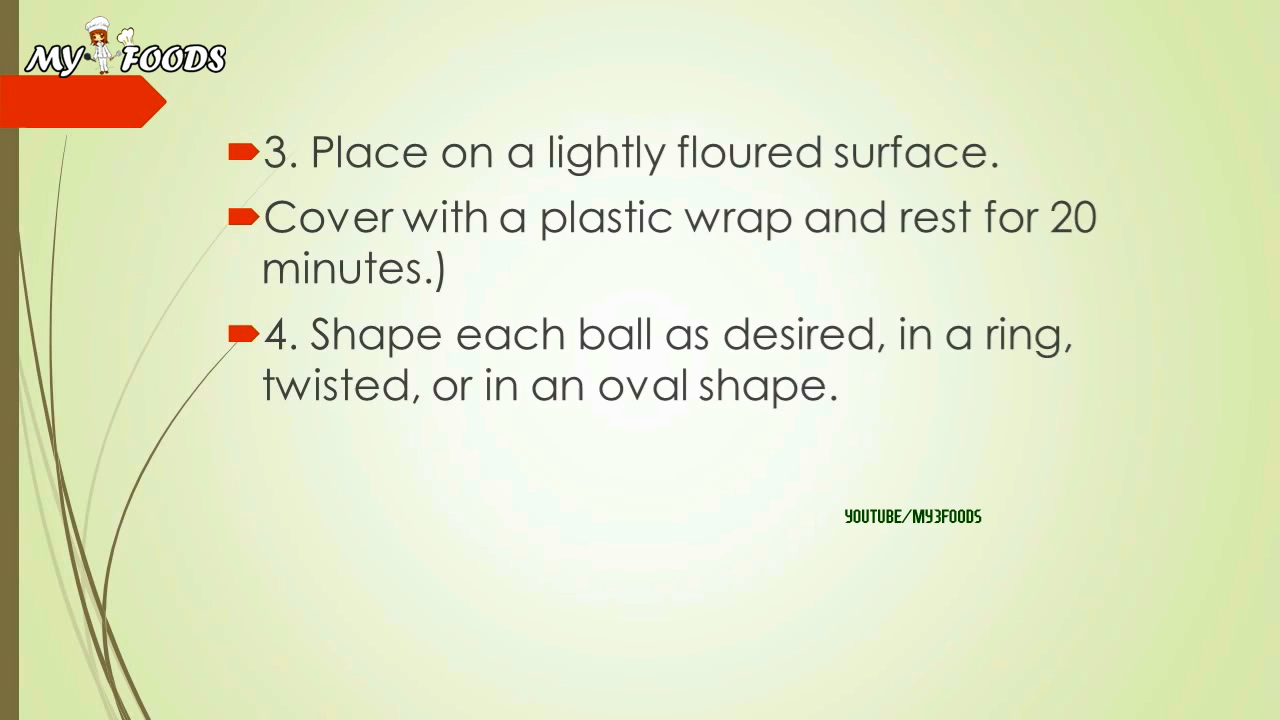 MY FOODS
3. Place on a lightly floured surface.
Cover with a plastic wrap and rest for 20
minutes.)
4. Shape each ball as desired, in a ring,
twisted, or in an oval shape.
YOUTUBE/MY3FOODS